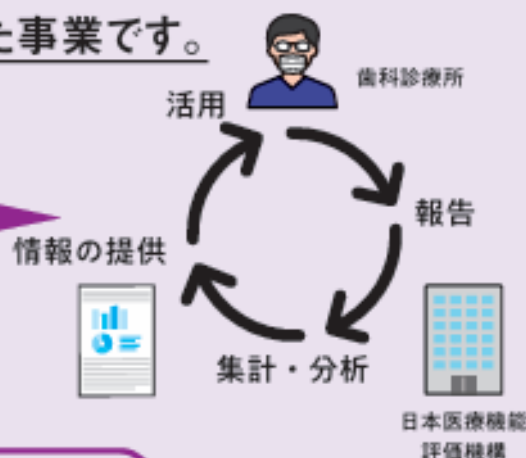 た事業です。
歯科診療所
活用
報告
情報の提供
集計・分析
日本医療機能
評価機構